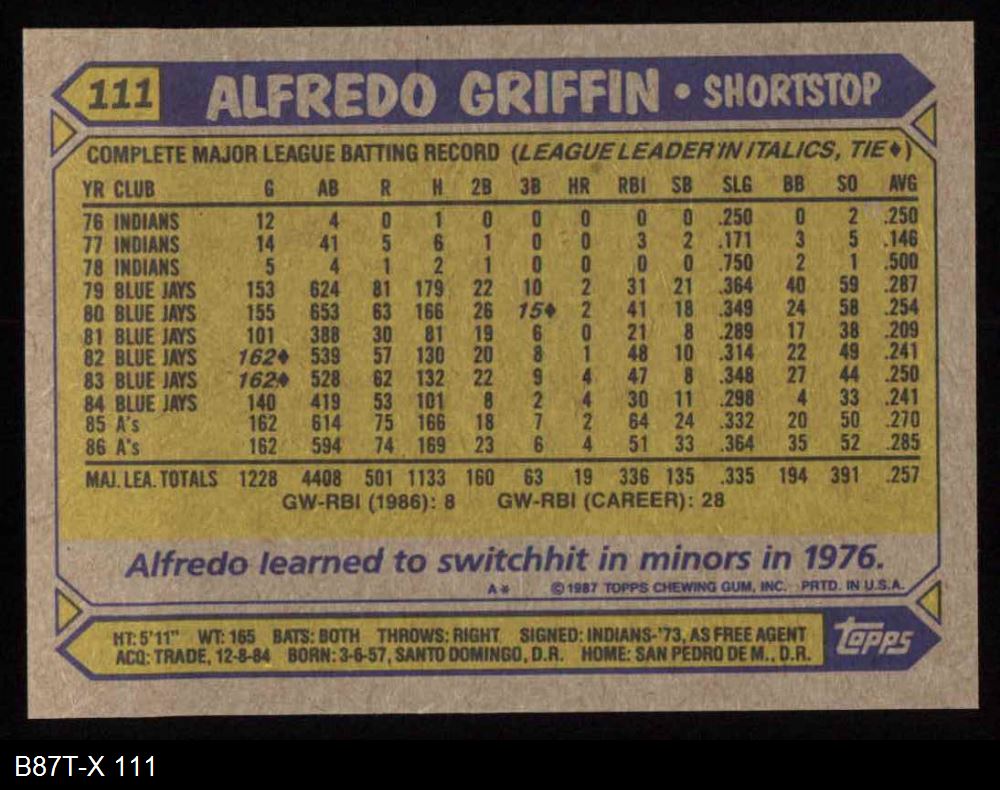 111 ALFREDO GRIFFIN • SHORTSTOP
COMPLETE MAJOR LEAGUE BATTING RECORD (LEAGUE LEADER IN ITALICS, TIE♦)
YR CLUB G AB R H 2B 3B HR RBI SB SLG BB SO AVG
76 INDIANS 12 4 0 1 0 0 0 0 0 .250 0 2 .250
77 INDIANS 14 41 5 6 1 0 0 3 2 .171 3 5 .146
78 INDIANS 5 4 1 2 1 0 0 0 0 .750 2 1 .500
79 BLUE JAYS 153 624 81 179 22 10 2 31 21 .364 40 59 .287
80 BLUE JAYS 155 653 63 166 26 15♦ 2 41 18 .349 24 58 .254
81 BLUE JAYS 101 388 30 81 19 6 0 21 8 .289 17 38 .209
82 BLUE JAYS 162♦ 539 57 130 20 8 1 48 10 .314 22 49 .241
83 BLUE JAYS 162♦ 528 62 132 22 9 4 47 8 .348 27 44 .250
84 BLUE JAYS 140 419 53 101 8 2 4 30 11 .298 4 33 .241
85 A's 162 614 75 166 18 7 2 64 24 .332 20 50 .270
86 A's 162 594 74 169 23 6 4 51 33 .364 35 52 .285
MAJ. LEA. TOTALS 1228 4408 501 1133 160 63 19 336 135 .335 194 391 .257
GW-RBI (1986): 8 GW-RBI (CAREER): 28
Alfredo learned to switchhit in minors in 1976.
A* ©1987 TOPPS CHEWING GUM, INC. PRTD. IN U.S.A.
HT: 5'11" WT: 165 BATS: BOTH THROWS: RIGHT SIGNED: INDIANS-'73, AS FREE AGENT
ACQ: TRADE, 12-8-84 BORN: 3-6-57, SANTO DOMINGO, D.R. HOME: SAN PEDRO DE M., D.R.
topps
B87T-X 111